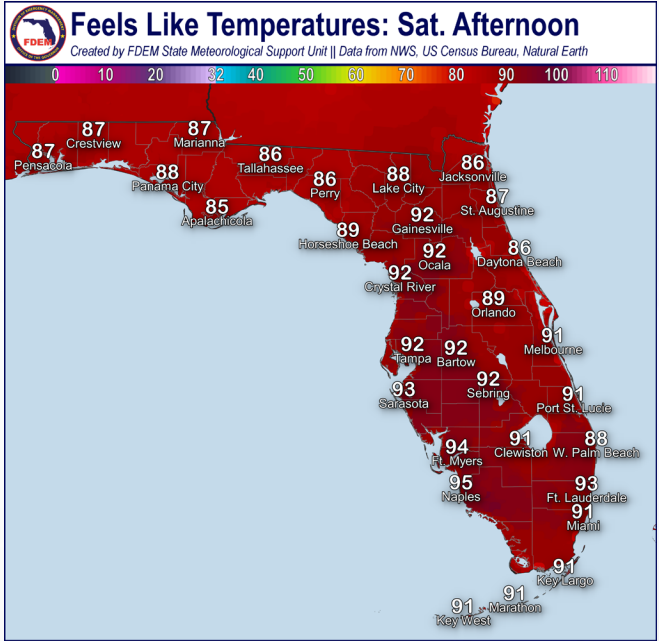 FDEM
Feels Like Temperatures: Sat. Afternoon
Created by FDEM State Meteorological Support Unit || Data from NWS, US Census Bureau, Natural Earth
0 10 20 32 40 50 60 70 80 90 100 110
87
Pensacola
87
Crestview
87
Marianna
88
Panama City
85
Apalachicola
86
Tallahassee
86
Perry
88
Lake City
86
Jacksonville
87
St. Augustine
92
Gainesville
89
Horseshoe Beach
92
Ocala
86
Daytona Beach
92
Crystal River
89
Orlando
91
Melbourne
92
Tampa
92
Bartow
92
Sebring
93
Sarasota
91
Port St. Lucie
94
Ft. Myers
91
Clewiston
88
W. Palm Beach
95
Naples
93
Ft. Lauderdale
91
Miami
91
Key Largo
91
Marathon
91
Key West